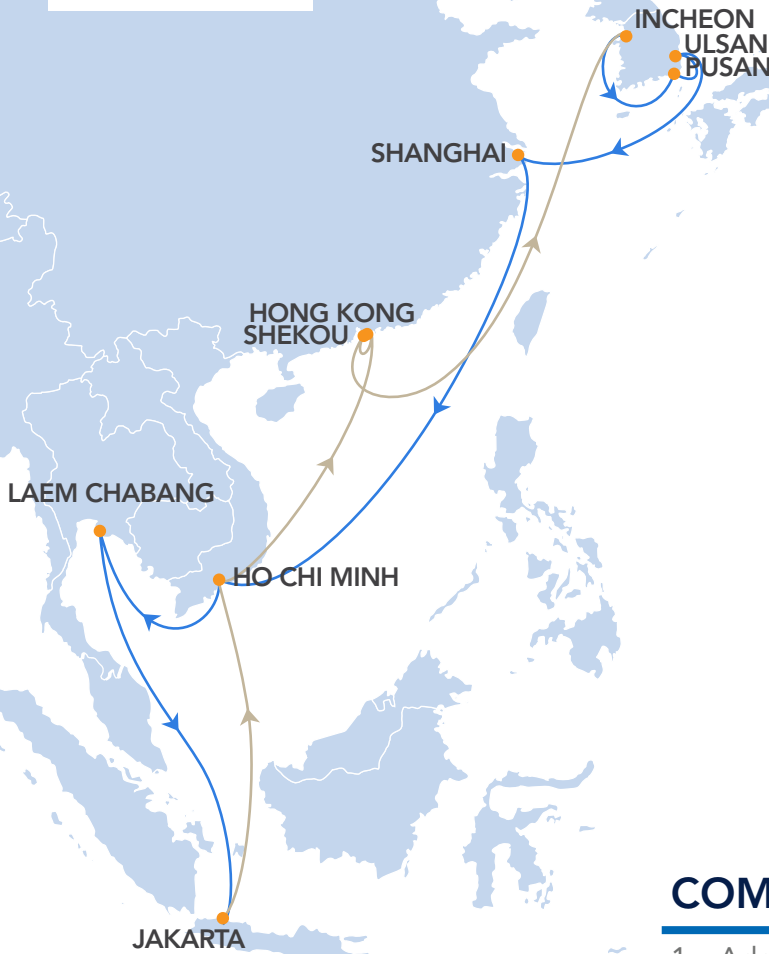 INCHEON
ULSAN
PUSAN
SHANGHAI
HONG KONG
SHEKOU
LAEM CHABANG
HO CHI MINH
JAKARTA
COM